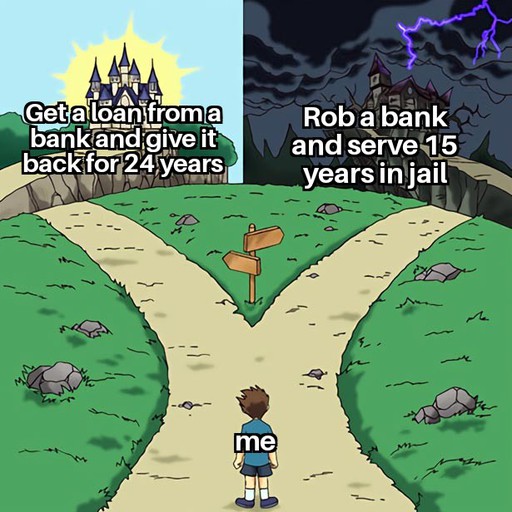 Get a loan from a
bank and give it
back for 24 years
Rob a bank
and serve 15
years in jail
me